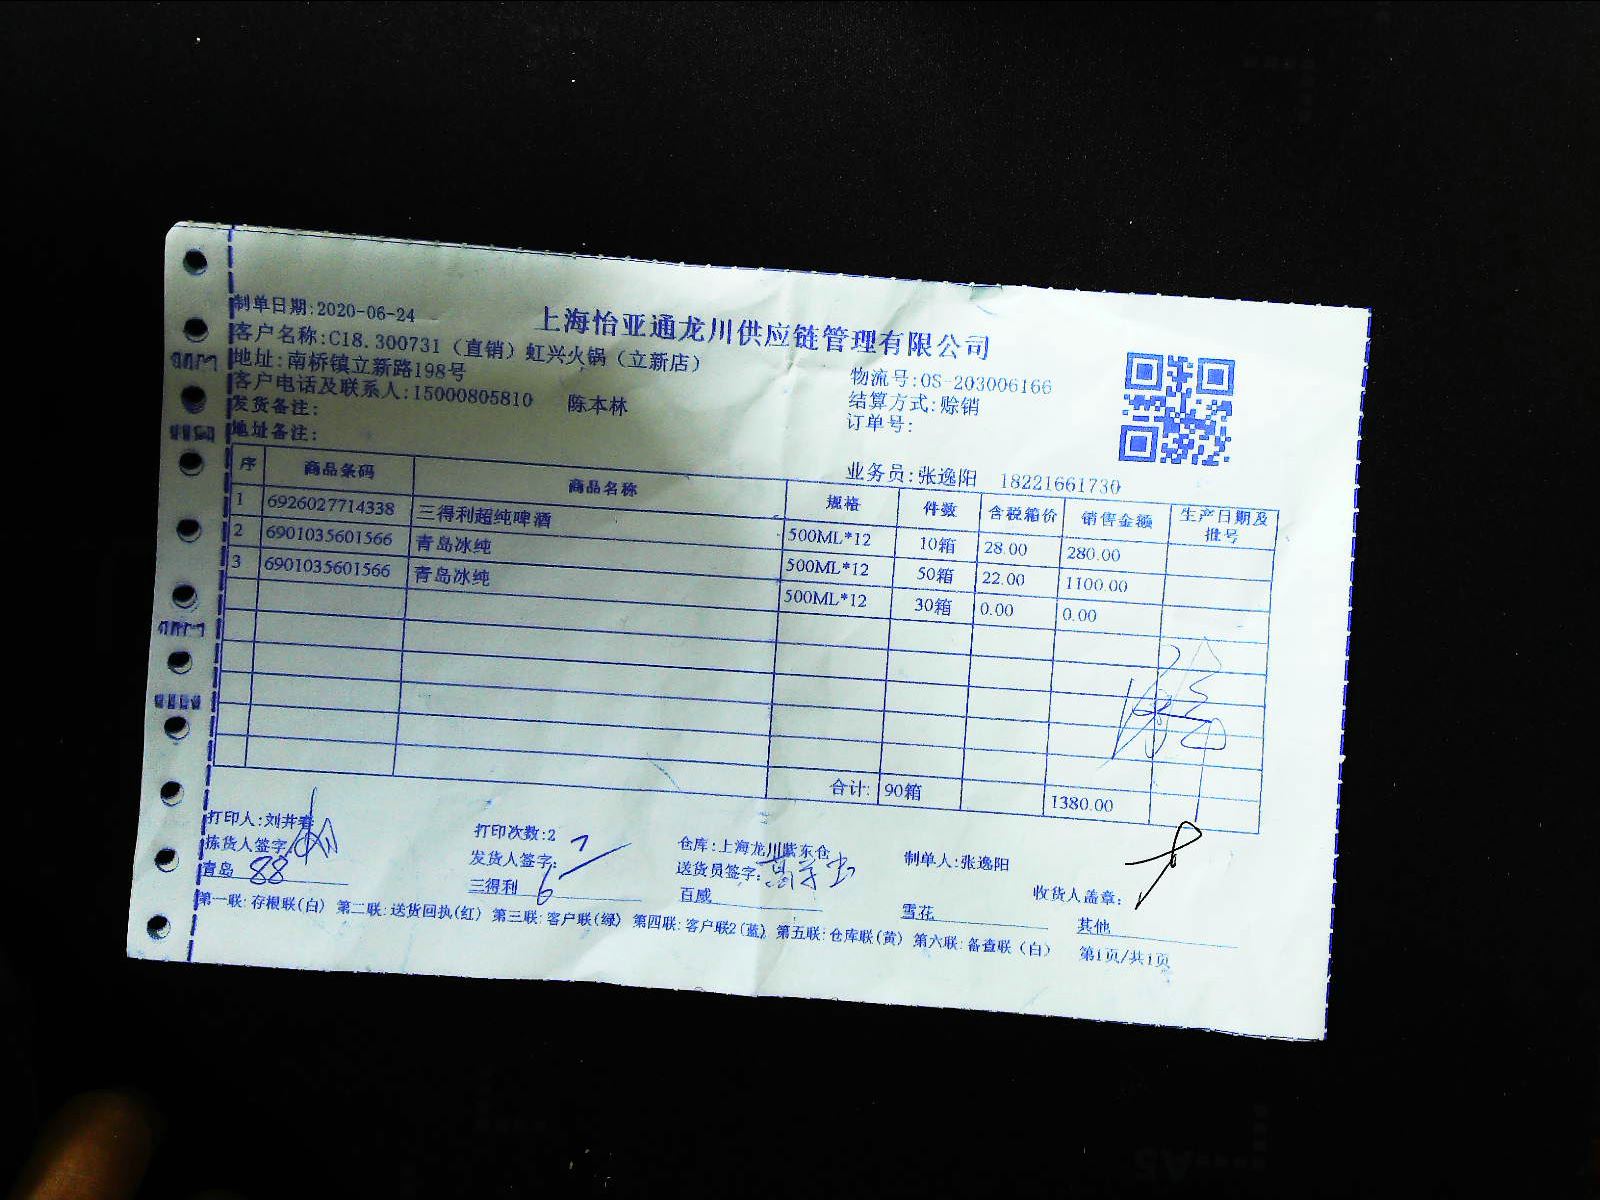 上海怡亚通龙川供应链管理有限公司
制单日期:2020-06-24
客户名称:C18.300731（直销）虹兴火锅（立新店）
地址:南桥镇立新路198号 物流号:OS-203006166
客户电话及联系人:15000805810 陈本林 结算方式:赊销
发货备注: 订单号:
地址备注:
业务员:张逸阳 18221661730
序 商品条码 商品名称 规格 件数 含税箱价 销售金额 生产日期及批号
1 6926027714338 三得利超纯啤酒 500ML*12 10箱 28.00 280.00
2 6901035601566 青岛冰纯 500ML*12 50箱 22.00 1100.00
3 6901035601566 青岛冰纯 500ML*12 30箱 0.00 0.00
合计: 90箱 1380.00
打印人:刘井春 打印次数:2 仓库:上海龙川紫东仓 制单人:张逸阳
拣货人签字: 发货人签字: 送货员签字: 收货人盖章:
青岛 88 三得利 6 百威 雪花 其他
第一联:存根联(白) 第二联:送货回执(红) 第三联:客户联(绿) 第四联:客户联2(蓝) 第五联:仓库联(黄) 第六联:备查联（白） 第1页/共1页